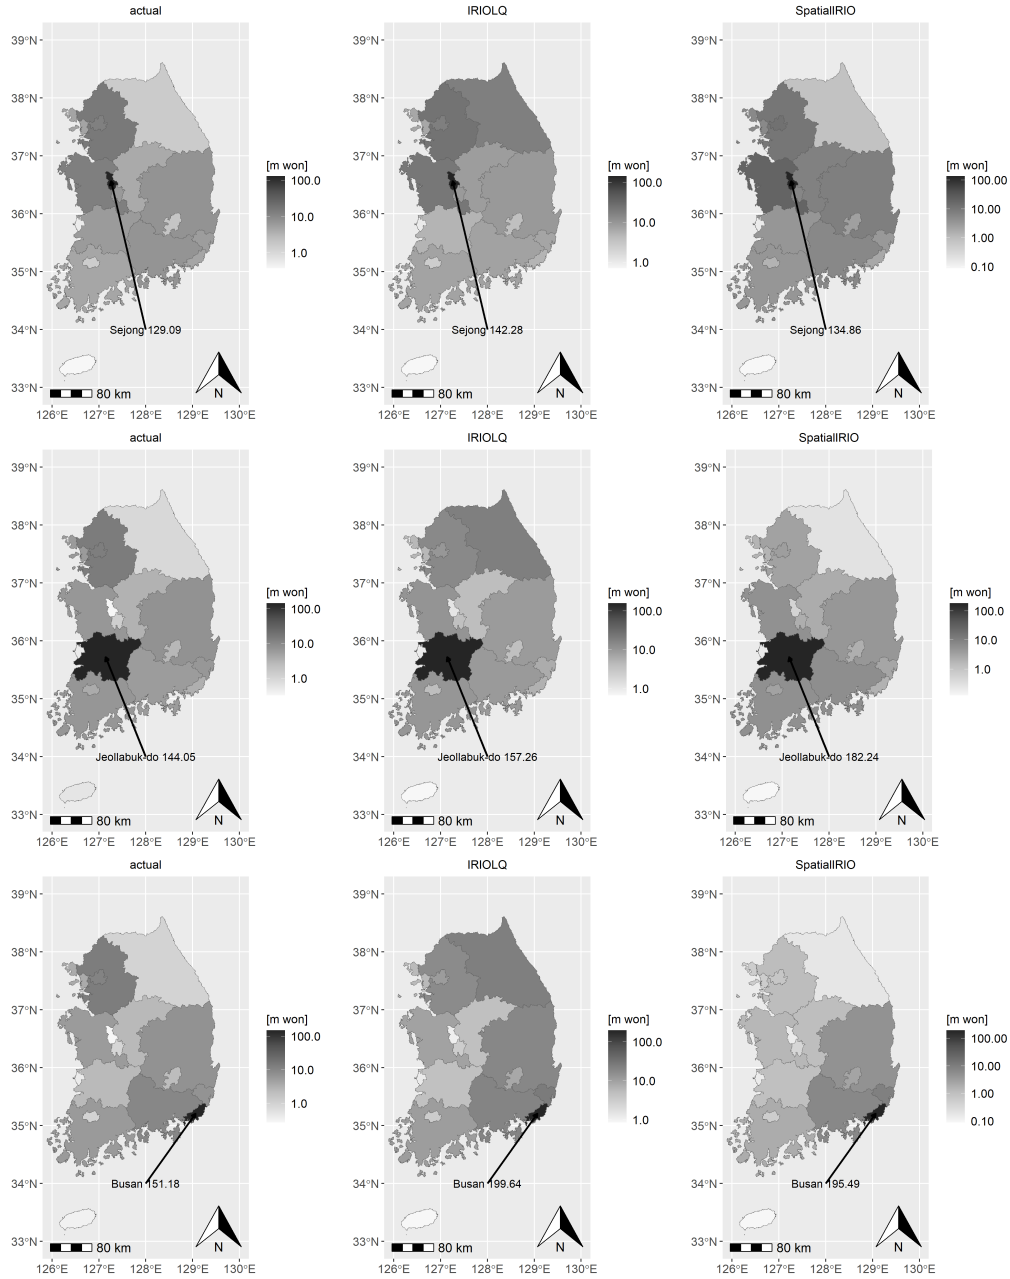 actual
IRIOLQ
SpatialIRIO
39°N
38°N
37°N
36°N
35°N
34°N
33°N
126°E 127°E 128°E 129°E 130°E
[m won]
100.0
10.0
1.0
Sejong 129.09
80 km
N
39°N
38°N
37°N
36°N
35°N
34°N
33°N
126°E 127°E 128°E 129°E 130°E
[m won]
100.0
10.0
1.0
Sejong 142.28
80 km
N
39°N
38°N
37°N
36°N
35°N
34°N
33°N
126°E 127°E 128°E 129°E 130°E
[m won]
100.00
10.00
1.00
0.10
Sejong 134.86
80 km
N
actual
IRIOLQ
SpatialIRIO
39°N
38°N
37°N
36°N
35°N
34°N
33°N
126°E 127°E 128°E 129°E 130°E
[m won]
100.0
10.0
1.0
Jeollabuk-do 144.05
80 km
N
39°N
38°N
37°N
36°N
35°N
34°N
33°N
126°E 127°E 128°E 129°E 130°E
[m won]
100.0
10.0
1.0
Jeollabuk-do 157.26
80 km
N
39°N
38°N
37°N
36°N
35°N
34°N
33°N
126°E 127°E 128°E 129°E 130°E
[m won]
100.0
10.0
1.0
Jeollabuk-do 182.24
80 km
N
actual
IRIOLQ
SpatialIRIO
39°N
38°N
37°N
36°N
35°N
34°N
33°N
126°E 127°E 128°E 129°E 130°E
[m won]
100.0
10.0
1.0
Busan 151.18
80 km
N
39°N
38°N
37°N
36°N
35°N
34°N
33°N
126°E 127°E 128°E 129°E 130°E
[m won]
100.0
10.0
1.0
Busan 199.64
80 km
N
39°N
38°N
37°N
36°N
35°N
34°N
33°N
126°E 127°E 128°E 129°E 130°E
[m won]
100.00
1.00
0.10
Busan 195.49
80 km
N